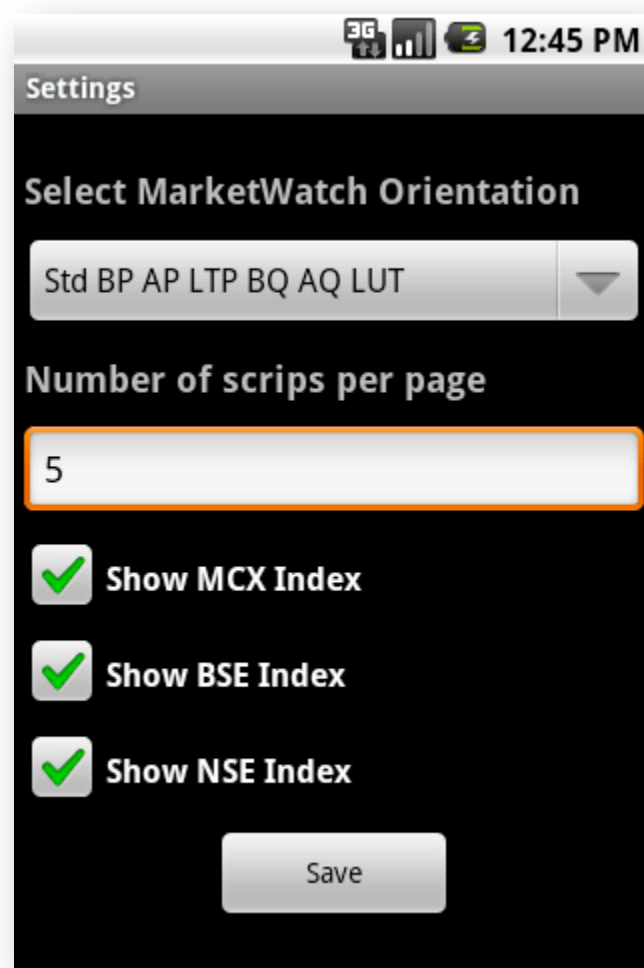 3G 12:45 PM
Settings
Select MarketWatch Orientation
Std BP AP LTP BQ AQ LUT
Number of scrips per page
5
Show MCX Index
Show BSE Index
Show NSE Index
Save